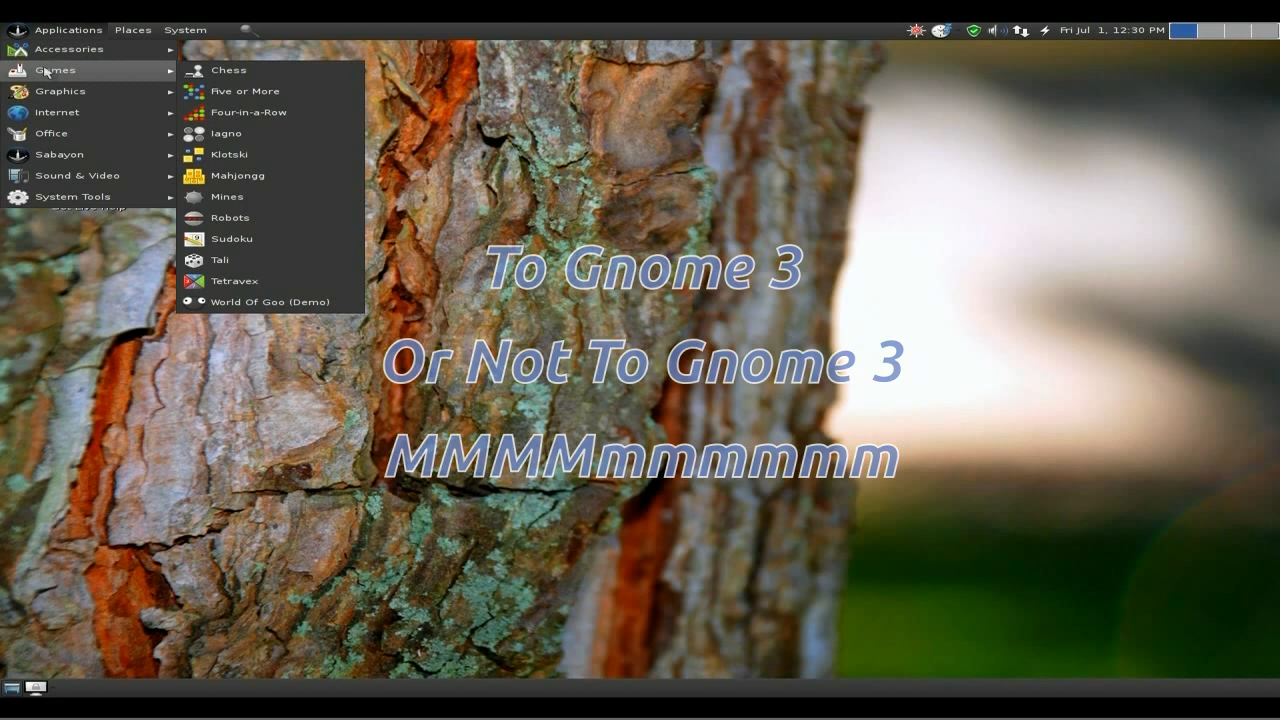 Applications Places System Fri Jul 1, 12:30 PM
Accessories
Games
Graphics
Internet
Office
Sabayon
Sound & Video
System Tools
Chess
Five or More
Four-in-a-Row
Iagno
Klotski
Mahjongg
Mines
Robots
Sudoku
Tali
Tetravex
World Of Goo (Demo)
To Gnome 3
Or Not To Gnome 3
MMMMmmmmmm